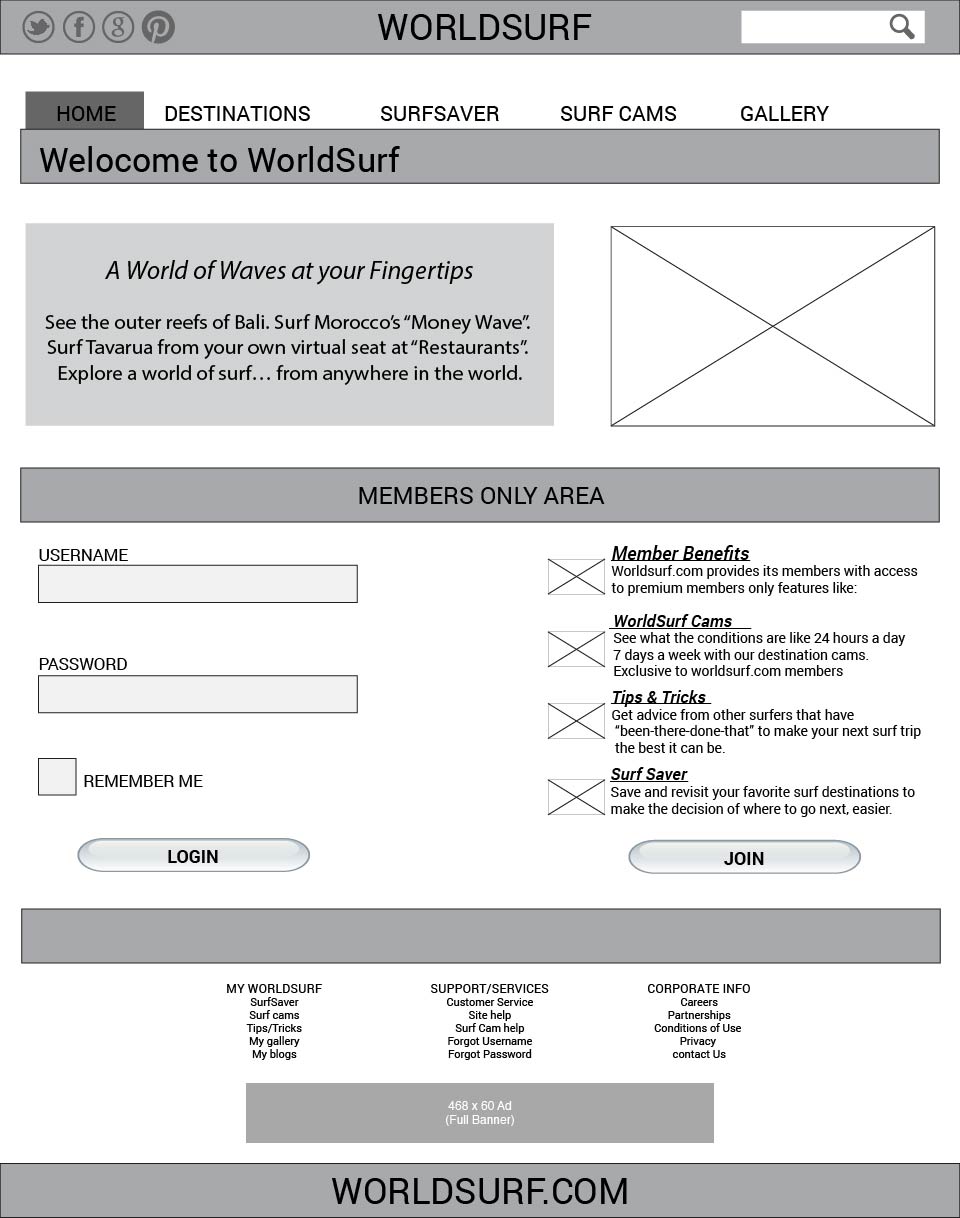 WORLDSURF
HOME DESTINATIONS SURFSAVER SURF CAMS GALLERY
Welocome to WorldSurf
A World of Waves at your Fingertips
See the outer reefs of Bali. Surf Morocco's “Money Wave”.
Surf Tavarua from your own virtual seat at “Restaurants”.
Explore a world of surf… from anywhere in the world.
MEMBERS ONLY AREA
USERNAME
PASSWORD
REMEMBER ME
LOGIN
Member Benefits
Worldsurf.com provides its members with access
to premium members only features like:
WorldSurf Cams
See what the conditions are like 24 hours a day
7 days a week with our destination cams.
Exclusive to worldsurf.com members
Tips & Tricks
Get advice from other surfers that have
“been-there-done-that” to make your next surf trip
the best it can be.
Surf Saver
Save and revisit your favorite surf destinations to
make the decision of where to go next, easier.
JOIN
MY WORLDSURF
SurfSaver
Surf cams
Tips/Tricks
My gallery
My blogs
SUPPORT/SERVICES
Customer Service
Site help
Surf Cam help
Forgot Username
Forgot Password
CORPORATE INFO
Careers
Partnerships
Conditions of Use
Privacy
contact Us
468 x 60 Ad
(Full Banner)
WORLDSURF.COM